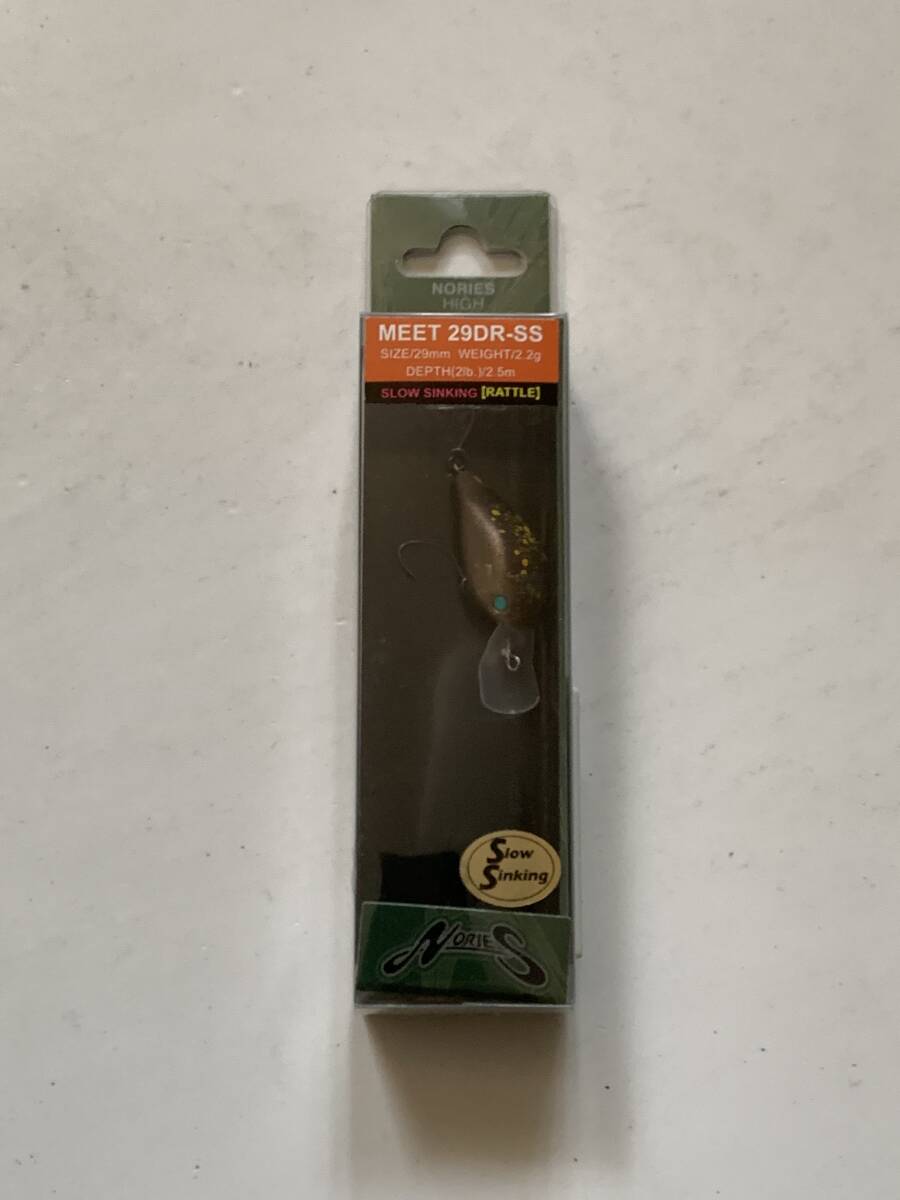 NORIES
HIGH
MEET 29DR-SS
SIZE/29mm WEIGHT/2.2g
DEPTH(2lb.)/2.5m
SLOW SINKING【RATTLE】
Slow
Sinking
NORIES